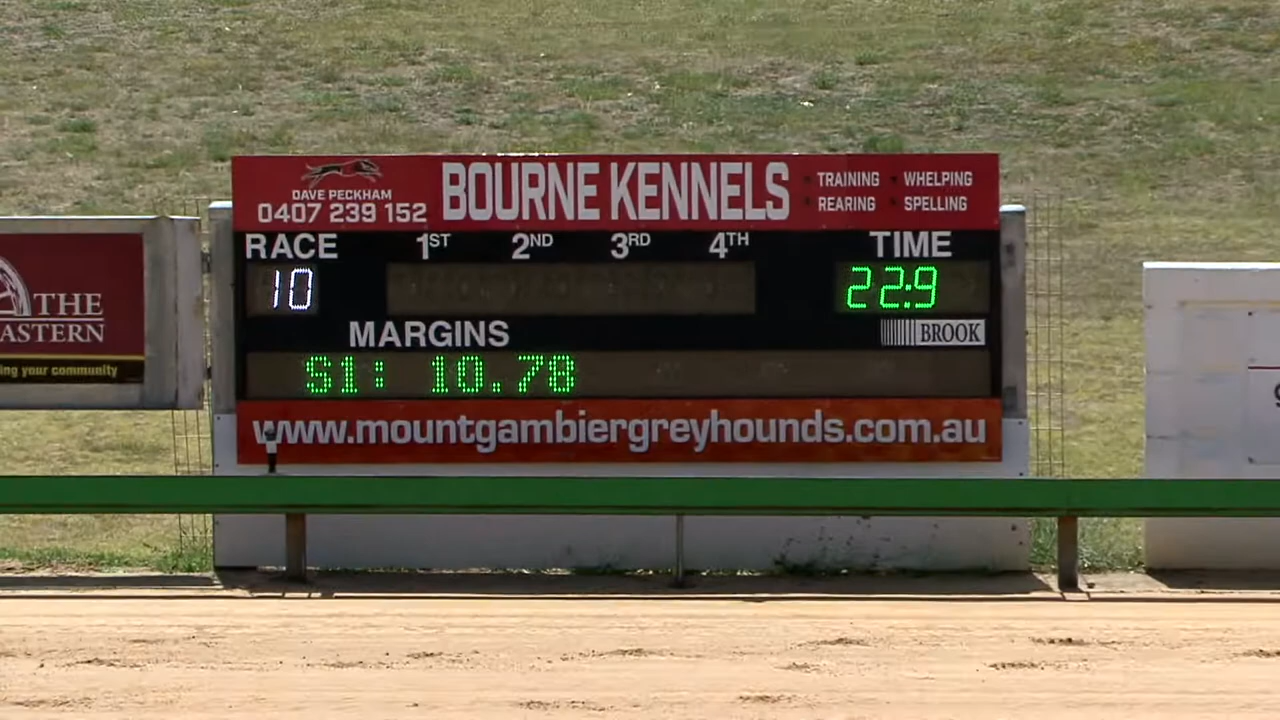 DAVE PECKHAM
0407 239 152
BOURNE KENNELS
TRAINING WHELPING
REARING SPELLING
RACE 1ST 2ND 3RD 4TH TIME
10 22:9
MARGINS BROOK
S1: 10.78
www.mountgambiergreyhounds.com.au
THE
ASTERN
ing your community